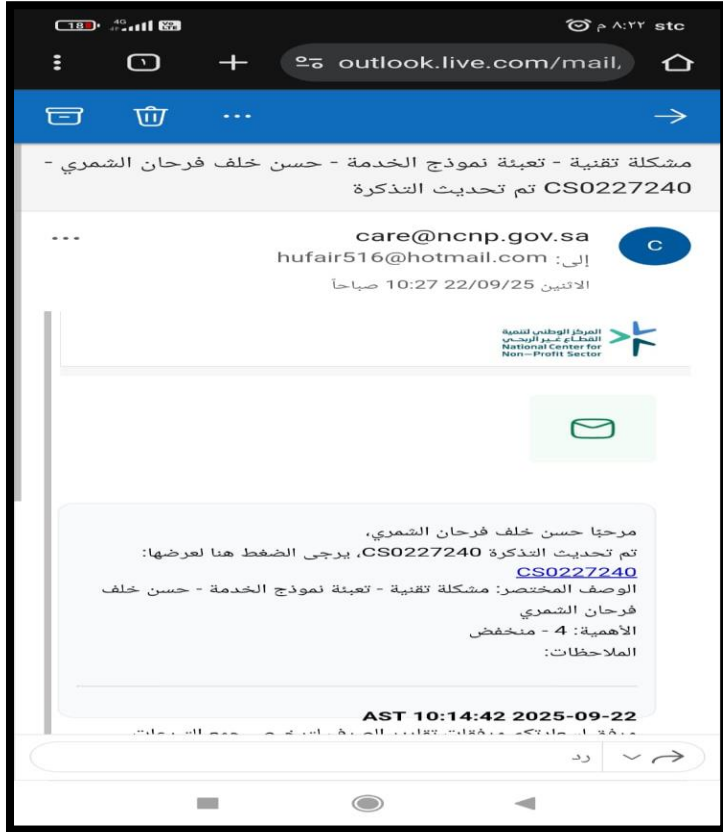 18 4G Vo LTE ٨:٢٢ م stc
١ outlook.live.com/mail,
مشكلة تقنية - تعبئة نموذج الخدمة - حسن خلف فرحان الشمري -
CS0227240 تم تحديث التذكرة
care@ncnp.gov.sa
C
إلى: hufair516@hotmail.com
الاثنين 22/09/25 10:27 صباحاً
المركز الوطني لتنمية
القطاع غير الربحي
National Center for
Non-Profit Sector
مرحبًا حسن خلف فرحان الشمري،
تم تحديث التذكرة CS0227240، يرجى الضغط هنا لعرضها:
CS0227240
الوصف المختصر: مشكلة تقنية - تعبئة نموذج الخدمة - حسن خلف
فرحان الشمري
الأهمية: 4 - منخفض
الملاحظات:
AST 10:14:42 2025-09-22
رد